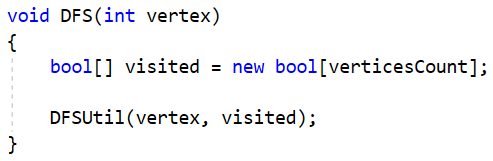 void DFS(int vertex)
{
    bool[] visited = new bool[verticesCount];

    DFSUtil(vertex, visited);
}